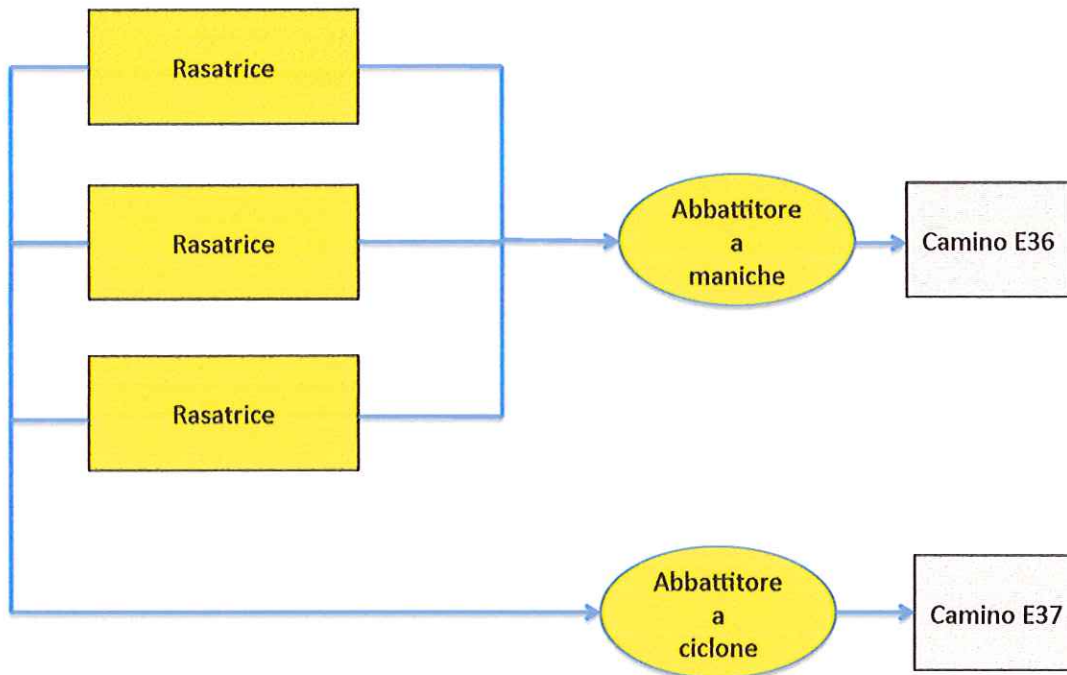 Rasatrice
Rasatrice
Abbattitore
a
maniche
Camino E36
Rasatrice
Abbattitore
a
ciclone
Camino E37